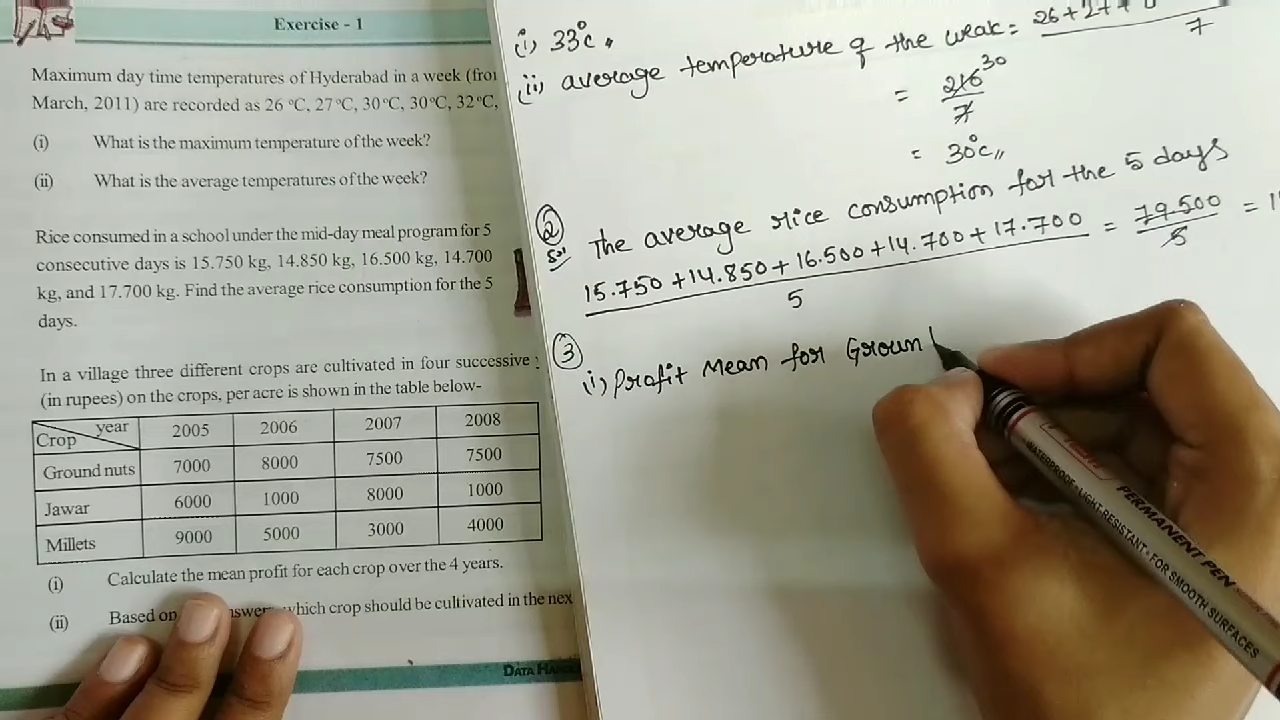 Exercise - 1
Maximum day time temperatures of Hyderabad in a week
March, 2011) are recorded as 26 °C, 27 °C, 30°C, 30°C, 32°C,
(i) What is the maximum temperature of the week?
(ii) What is the average temperatures of the week?
Rice consumed in a school under the mid-day meal program for 5
consecutive days is 15.750 kg, 14.850 kg, 16.500 kg, 14.700
kg, and 17.700 kg. Find the average rice consumption for the 5
days.
In a village three different crops are cultivated in four successive
(in rupees) on the crops, per acre is shown in the table below-
Crop year 2005 2006 2007 2008
Ground nuts 7000 8000 7500 7500
Jawar 6000 1000 8000 1000
Millets 9000 5000 3000 4000
(i) Calculate the mean profit for each crop over the 4 years.
(ii) Based on which crop should be cultivated in the
DATA
(i) 33°c
(ii) average temperature of the weak = 26+27+
7
= 216 30
7
= 30°c
②
Sol The average rice consumption for the 5 days
15.750 +14.850+ 16.500 +14.700 + 17.700 = 79.500 =
5 5
③
(i) Profit Mean for Groun
PERMANENT PEN
WATERPROOF • LIGHT RESISTANT • FOR SMOOTH SURFACES